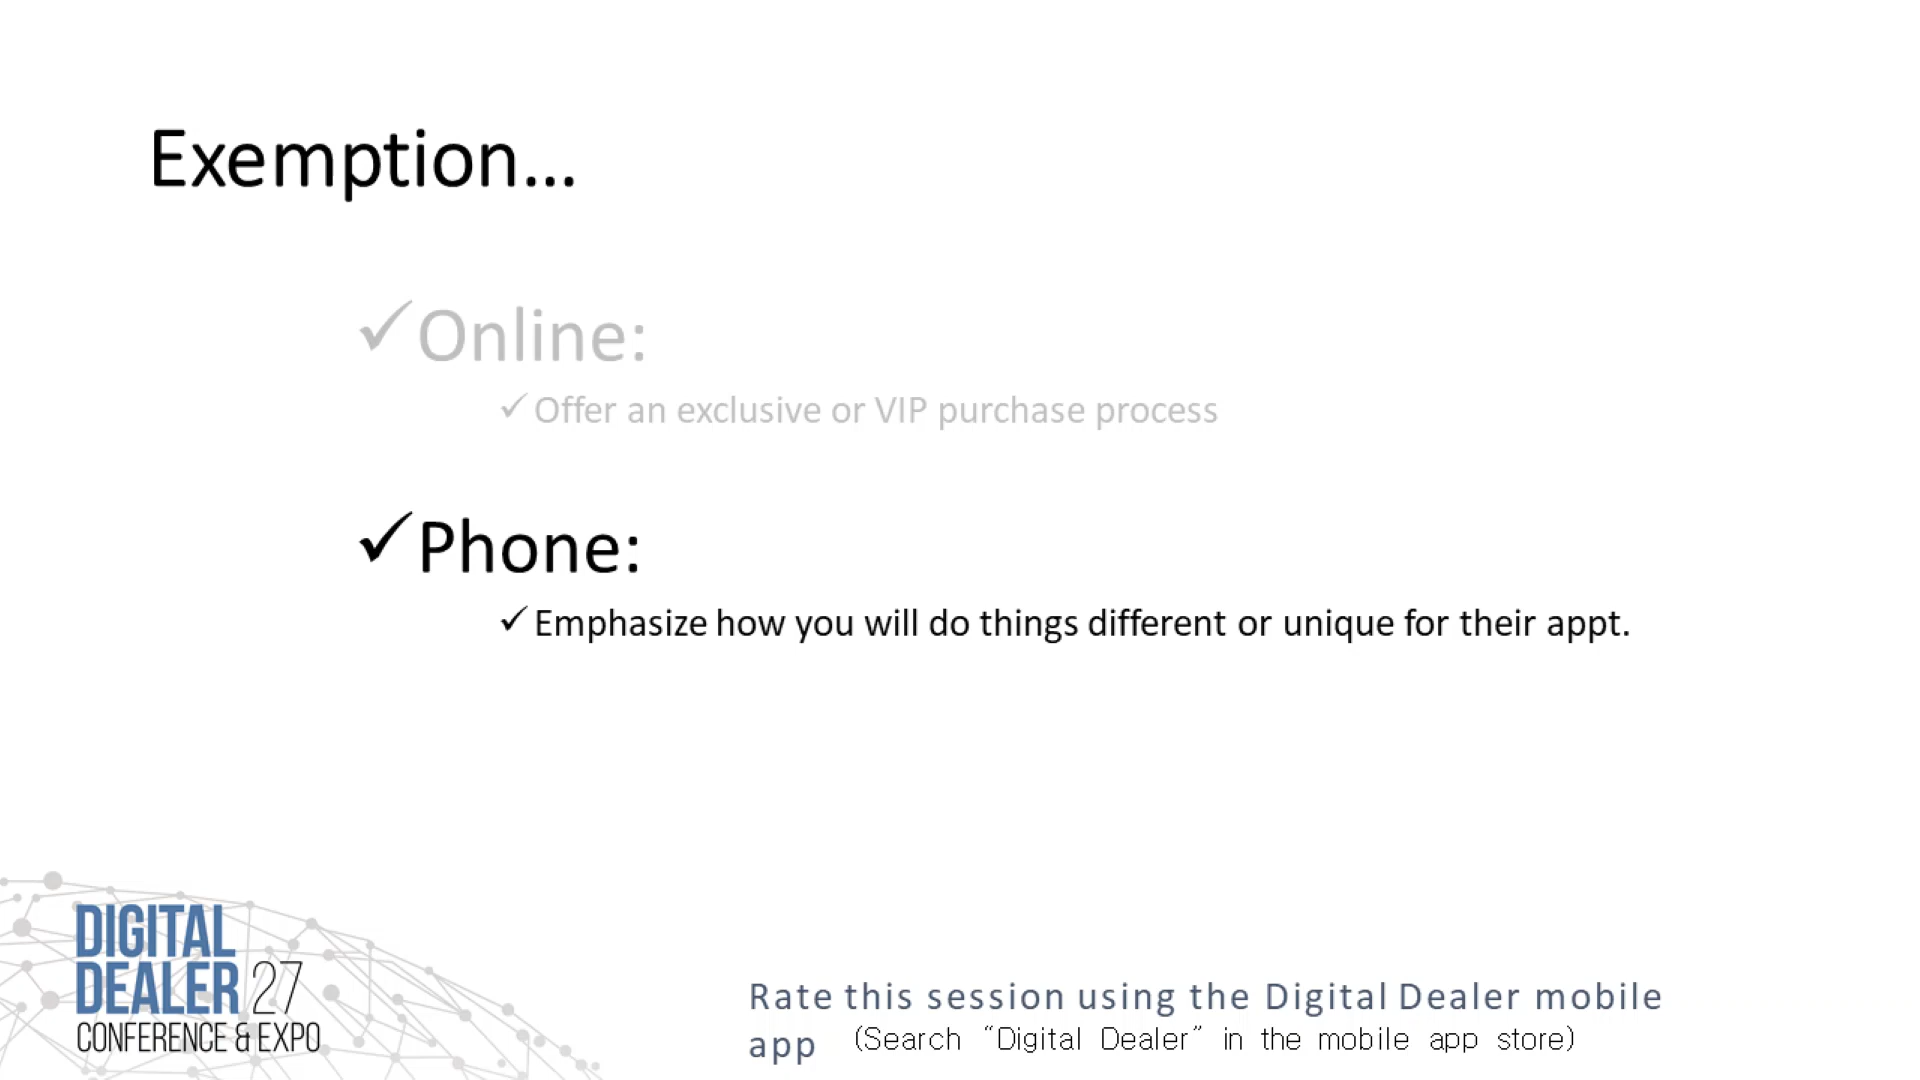 Exemption...
✓Online:
✓Offer an exclusive or VIP purchase process
✓Phone:
✓Emphasize how you will do things different or unique for their appt.
DIGITAL
DEALER 27
CONFERENCE & EXPO
Rate this session using the Digital Dealer mobile
app (Search “Digital Dealer” in the mobile app store)